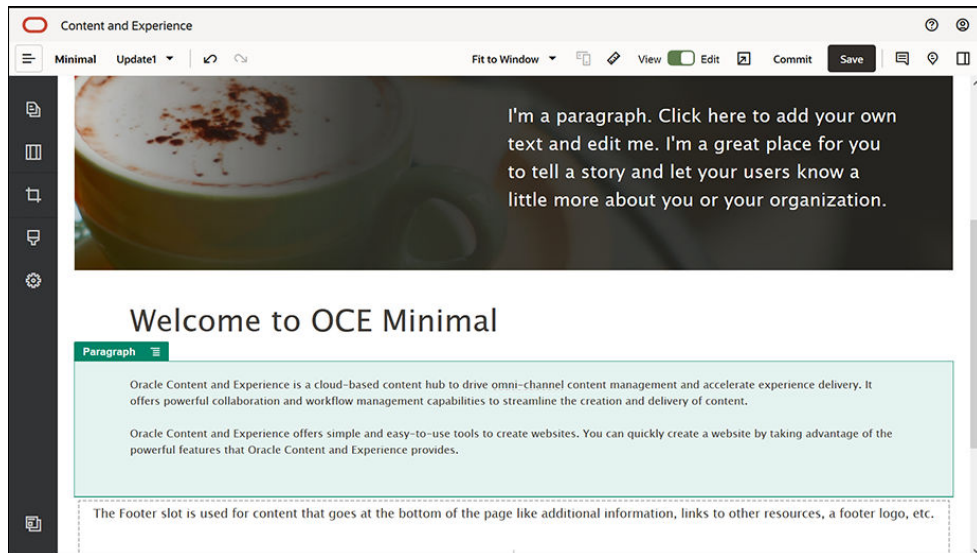 Content and Experience
Minimal Update1 Fit to Window View Edit Commit Save
I'm a paragraph. Click here to add your own
text and edit me. I'm a great place for you
to tell a story and let your users know a
little more about you or your organization.
Welcome to OCE Minimal
Paragraph
Oracle Content and Experience is a cloud-based content hub to drive omni-channel content management and accelerate experience delivery. It
offers powerful collaboration and workflow management capabilities to streamline the creation and delivery of content.
Oracle Content and Experience offers simple and easy-to-use tools to create websites. You can quickly create a website by taking advantage of the
powerful features that Oracle Content and Experience provides.
The Footer slot is used for content that goes at the bottom of the page like additional information, links to other resources, a footer logo, etc.